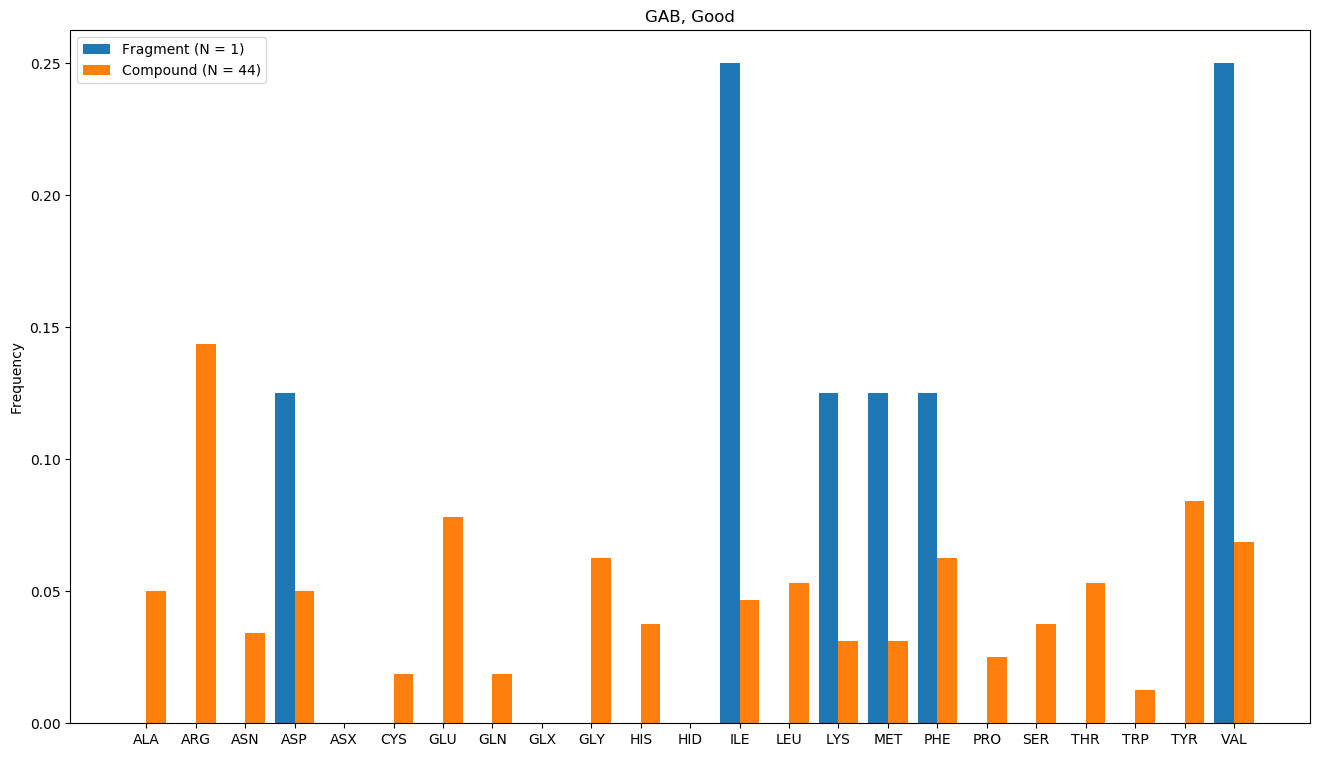 GAB, Good
Fragment (N = 1)
Compound (N = 44)
0.25
0.20
0.15
0.10
0.05
0.00
Frequency
ALA ARG ASN ASP ASX CYS GLU GLN GLX GLY HIS HID ILE LEU LYS MET PHE PRO SER THR TRP TYR VAL